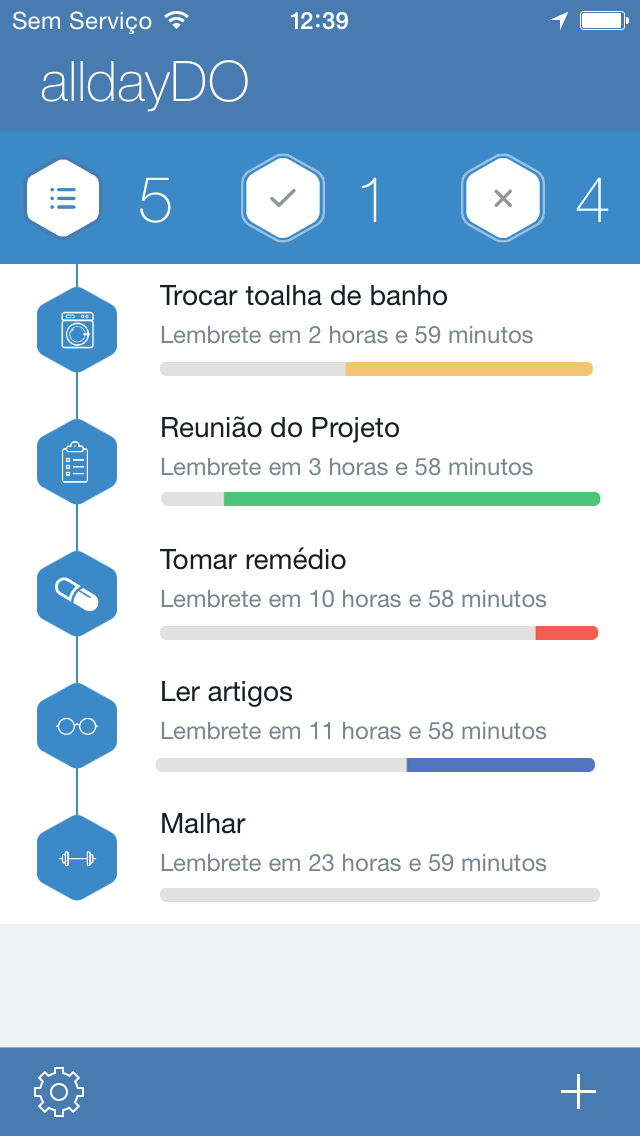 Sem Serviço 12:39
alldayDO
5 1 4
Trocar toalha de banho
Lembrete em 2 horas e 59 minutos
Reunião do Projeto
Lembrete em 3 horas e 58 minutos
Tomar remédio
Lembrete em 10 horas e 58 minutos
Ler artigos
Lembrete em 11 horas e 58 minutos
Malhar
Lembrete em 23 horas e 59 minutos